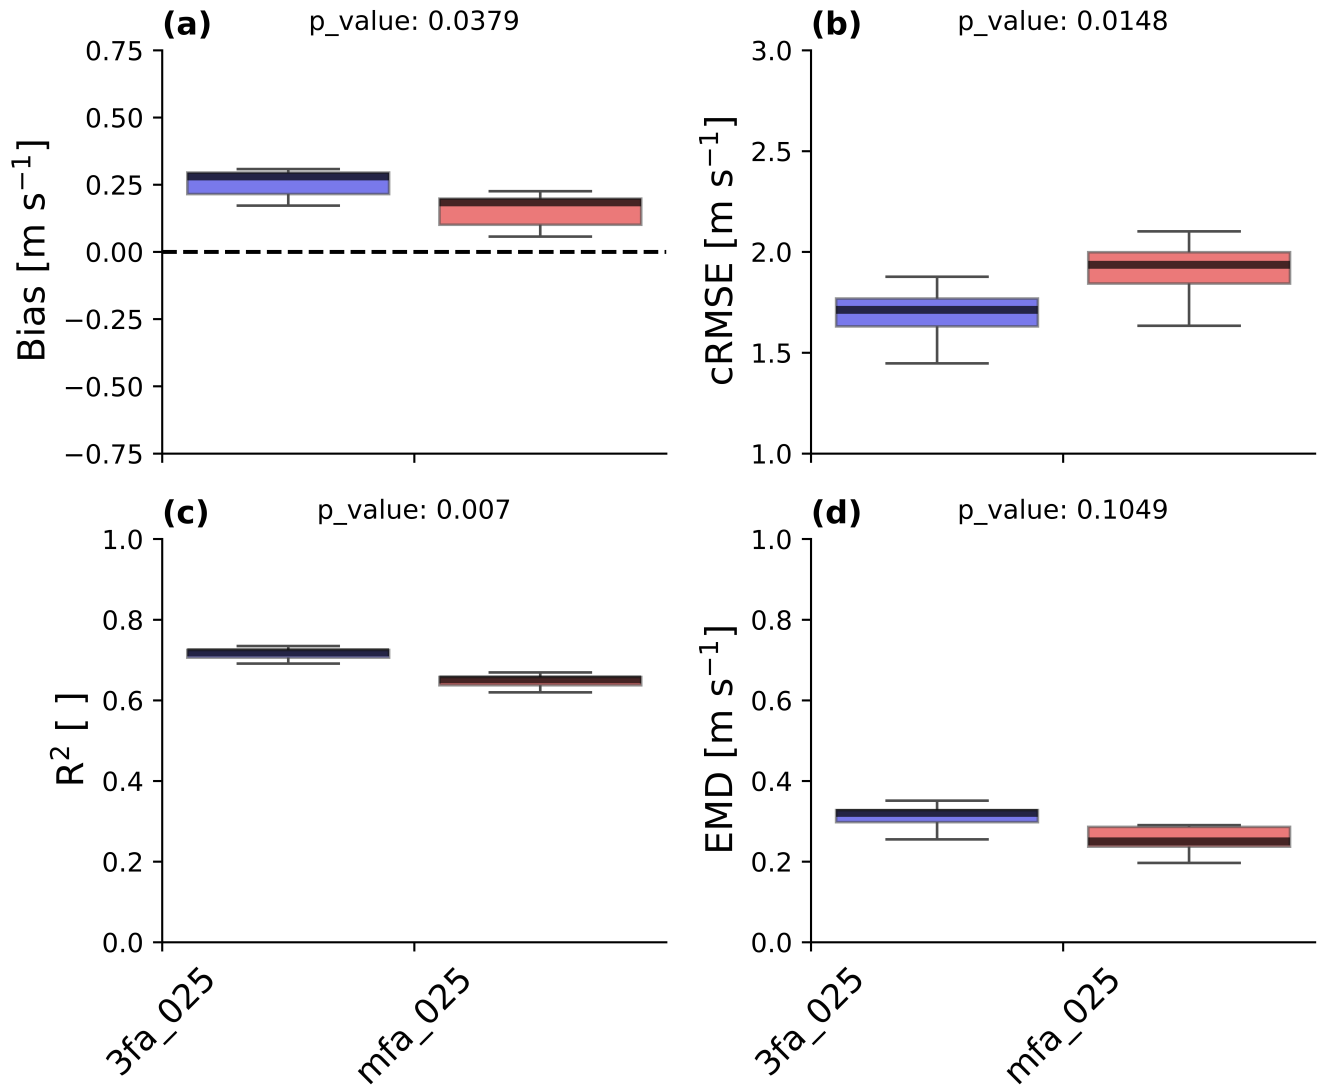 (a) p_value: 0.0379
0.75
0.50
0.25
0.00
−0.25
−0.50
−0.75
Bias [m s⁻¹]
(b) p_value: 0.0148
3.0
2.5
2.0
1.5
1.0
cRMSE [m s⁻¹]
(c) p_value: 0.007
1.0
0.8
0.6
0.4
0.2
0.0
R² [ ]
3fa_025
mfa_025
(d) p_value: 0.1049
1.0
0.8
0.6
0.4
0.2
0.0
EMD [m s⁻¹]
3fa_025
mfa_025